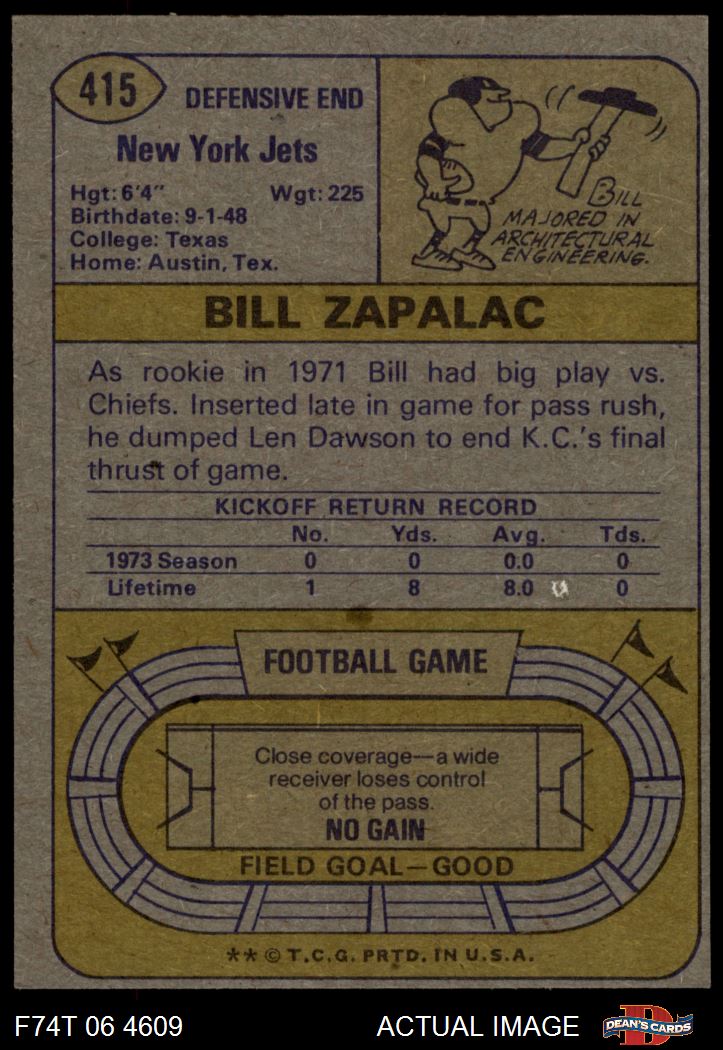 415
DEFENSIVE END
New York Jets
Hgt: 6'4" Wgt: 225
Birthdate: 9-1-48
College: Texas
Home: Austin, Tex.
BILL
MAJORED IN
ARCHITECTURAL
ENGINEERING.
BILL ZAPALAC
As rookie in 1971 Bill had big play vs.
Chiefs. Inserted late in game for pass rush,
he dumped Len Dawson to end K.C.'s final
thrust of game.
KICKOFF RETURN RECORD
No. Yds. Avg. Tds.
1973 Season 0 0 0.0 0
Lifetime 1 8 8.0 0
FOOTBALL GAME
Close coverage—a wide
receiver loses control
of the pass.
NO GAIN
FIELD GOAL—GOOD
** © T.C.G. PRTD. IN U.S.A.
F74T 06 4609 ACTUAL IMAGE
D
DEAN'S CARDS